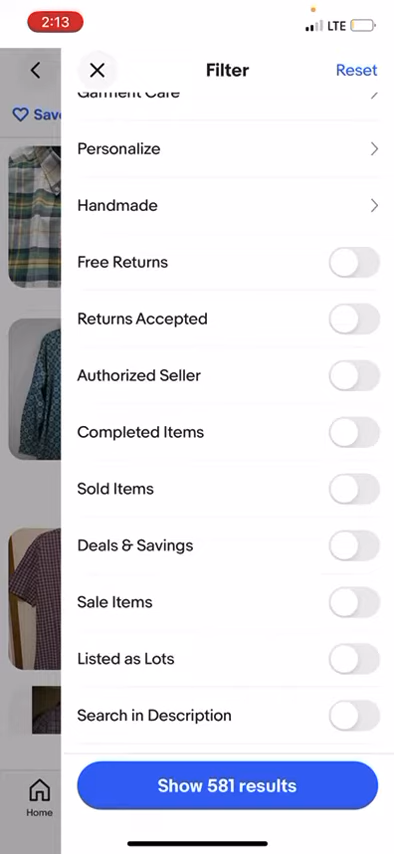 2:13
LTE
Filter
Reset
Save
Garment Care
Personalize
Handmade
Free Returns
Returns Accepted
Authorized Seller
Completed Items
Sold Items
Deals & Savings
Sale Items
Listed as Lots
Search in Description
Show 581 results
Home